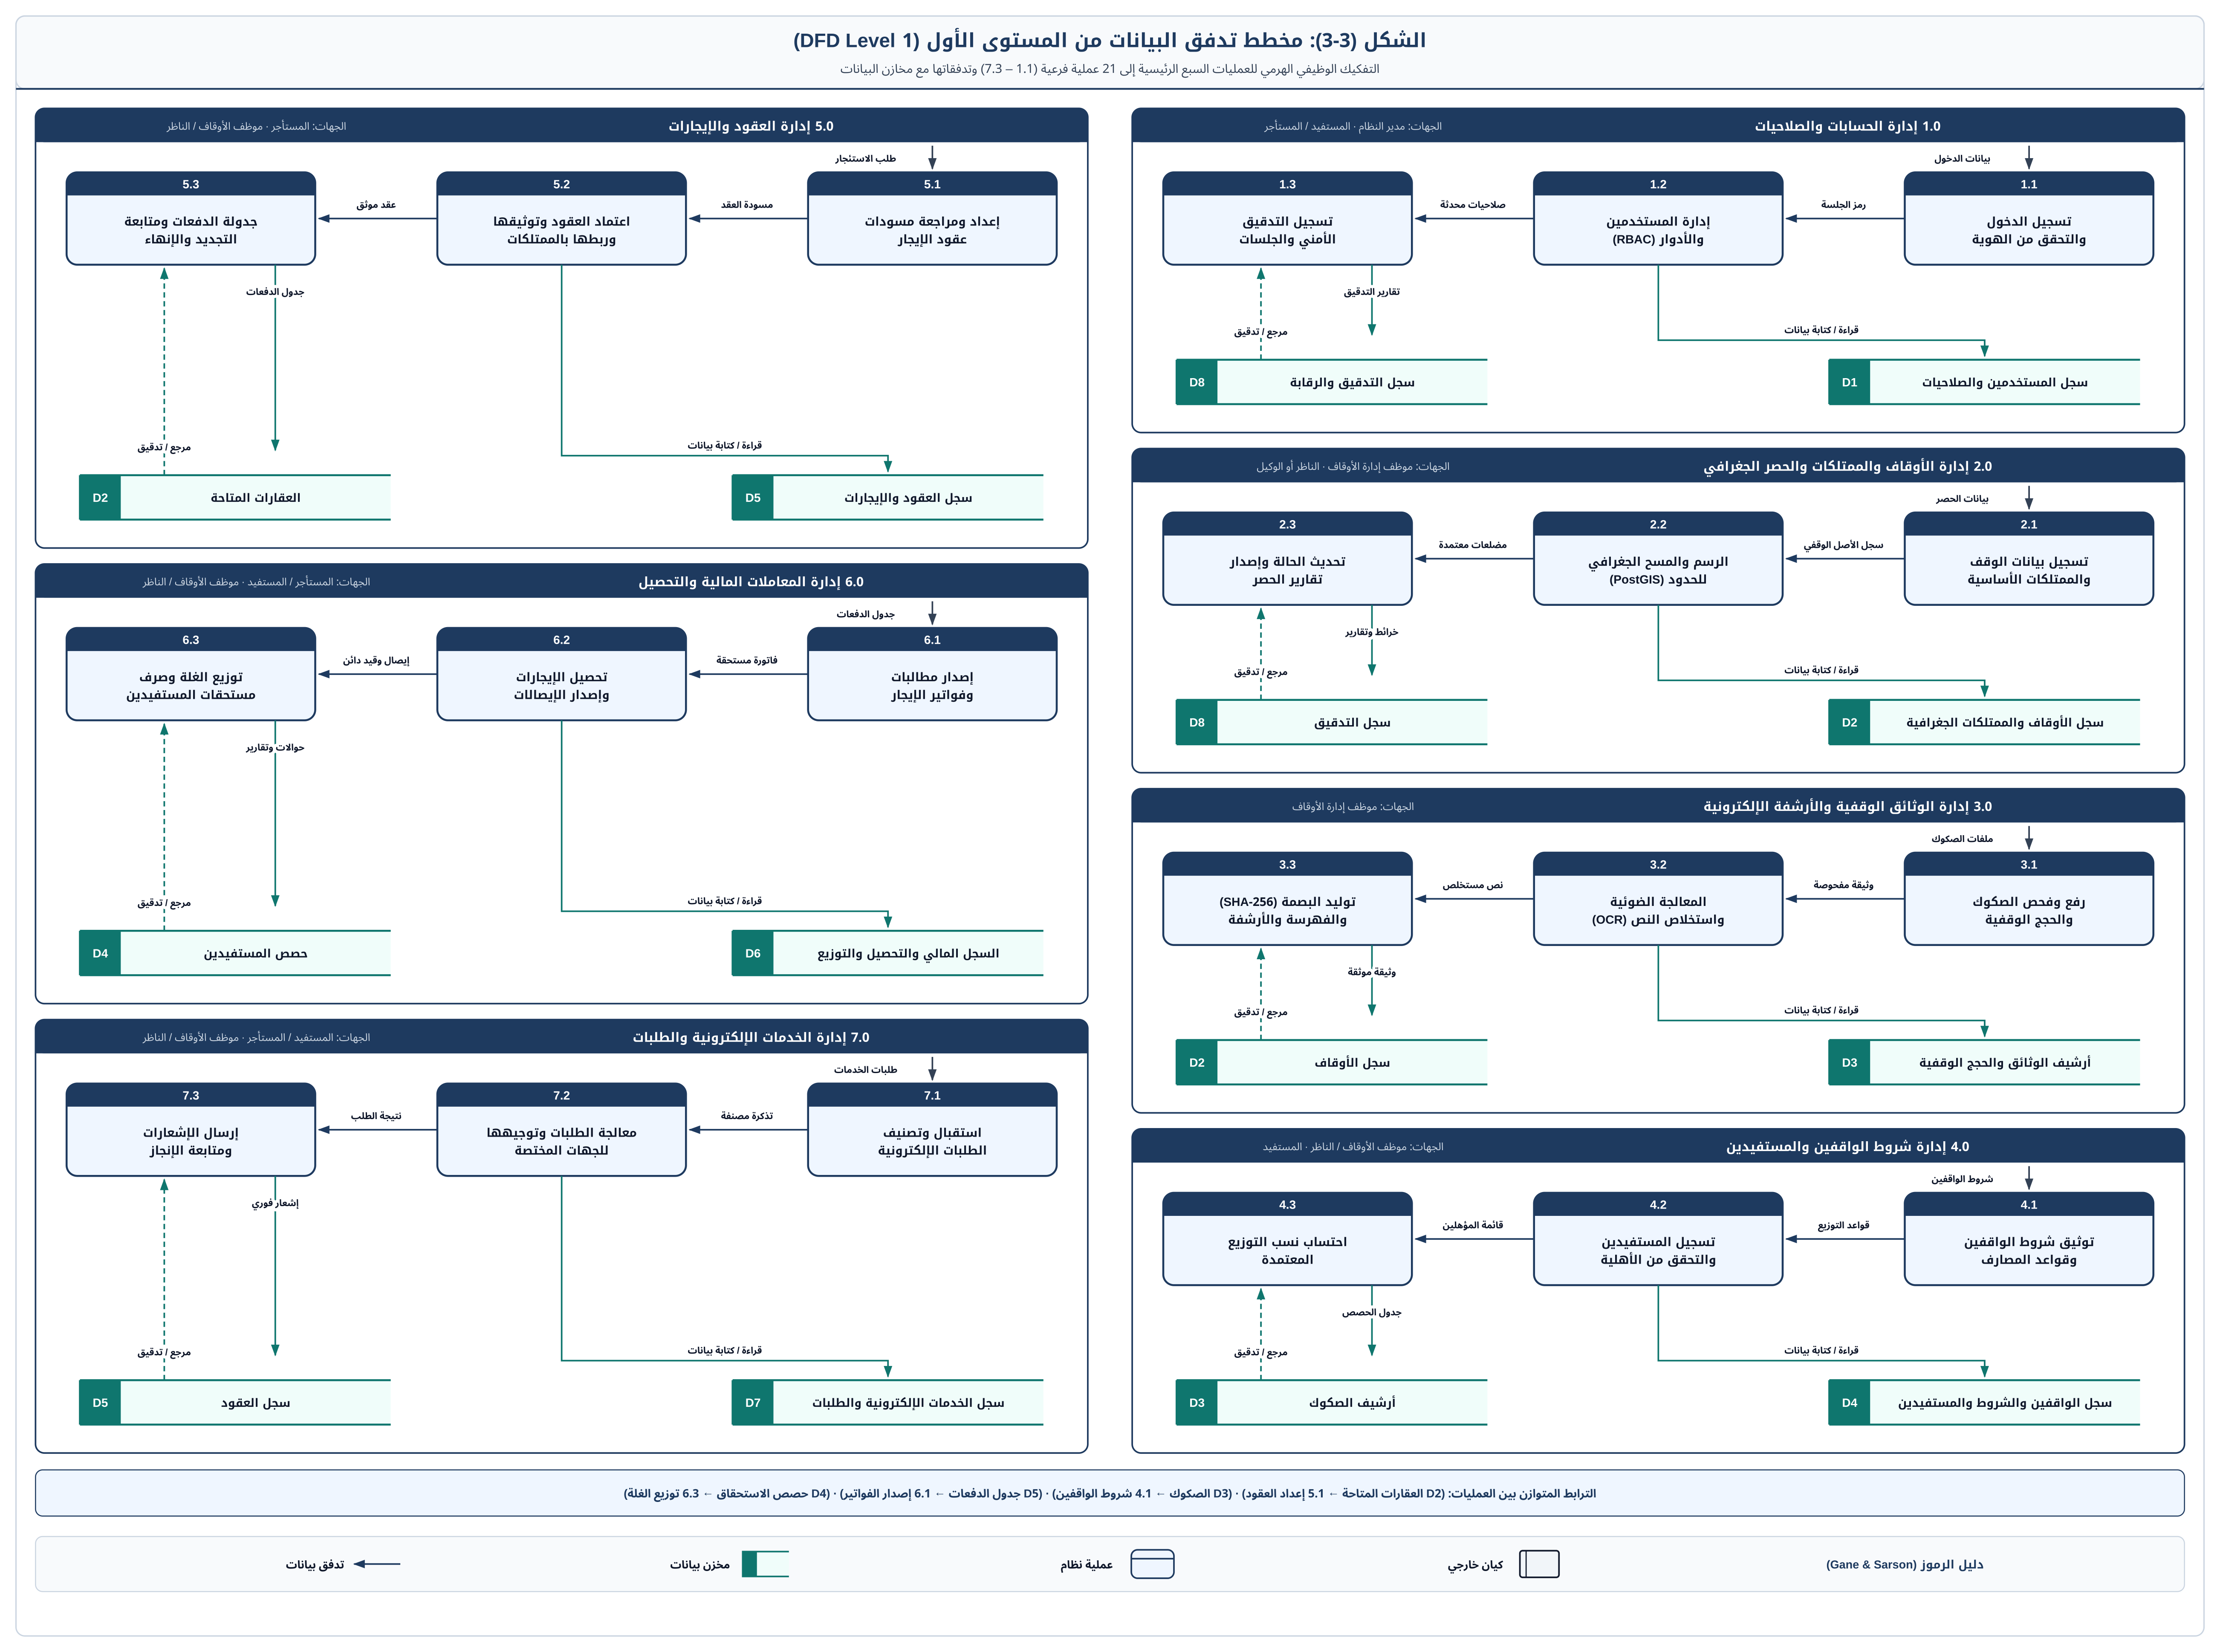 الشكل (3-3): مخطط تدفق البيانات من المستوى الأول (DFD Level 1)
التفكيك الوظيفي الهرمي للعمليات السبع الرئيسية إلى 21 عملية فرعية (1.1 – 7.3) وتدفقاتها مع مخازن البيانات
1.0 إدارة الحسابات والصلاحيات
الجهات: مدير النظام · المستفيد / المستأجر
بيانات الدخول
1.1
تسجيل الدخول
والتحقق من الهوية
رمز الجلسة
1.2
إدارة المستخدمين
والأدوار (RBAC)
صلاحيات محدثة
1.3
تسجيل التدقيق
الأمني والجلسات
تقارير التدقيق
مرجع / تدقيق
قراءة / كتابة بيانات
D1
سجل المستخدمين والصلاحيات
D8
سجل التدقيق والرقابة
2.0 إدارة الأوقاف والممتلكات والحصر الجغرافي
الجهات: موظف إدارة الأوقاف · الناظر أو الوكيل
بيانات الحصر
2.1
تسجيل بيانات الوقف
والممتلكات الأساسية
سجل الأصل الوقفي
2.2
الرسم والمسح الجغرافي
للحدود (PostGIS)
مضلعات معتمدة
2.3
تحديث الحالة وإصدار
تقارير الحصر
خرائط وتقارير
مرجع / تدقيق
قراءة / كتابة بيانات
D2
سجل الأوقاف والممتلكات الجغرافية
D8
سجل التدقيق
3.0 إدارة الوثائق الوقفية والأرشفة الإلكترونية
الجهات: موظف إدارة الأوقاف
ملفات الصكوك
3.1
رفع وفحص الصكوك
والحجج الوقفية
وثيقة مفحوصة
3.2
المعالجة الضوئية
واستخلاص النص (OCR)
نص مستخلص
3.3
توليد البصمة (SHA-256)
والفهرسة والأرشفة
وثيقة موثقة
مرجع / تدقيق
قراءة / كتابة بيانات
D3
أرشيف الوثائق والحجج الوقفية
D2
سجل الأوقاف
4.0 إدارة شروط الواقفين والمستفيدين
الجهات: موظف الأوقاف / الناظر · المستفيد
شروط الواقفين
4.1
توثيق شروط الواقفين
وقواعد المصارف
قواعد التوزيع
4.2
تسجيل المستفيدين
والتحقق من الأهلية
قائمة المؤهلين
4.3
احتساب نسب التوزيع
المعتمدة
جدول الحصص
مرجع / تدقيق
قراءة / كتابة بيانات
D4
سجل الواقفين والشروط والمستفيدين
D3
أرشيف الصكوك
5.0 إدارة العقود والإيجارات
الجهات: المستأجر · موظف الأوقاف / الناظر
طلب الاستئجار
5.1
إعداد ومراجعة مسودات
عقود الإيجار
مسودة العقد
5.2
اعتماد العقود وتوثيقها
وربطها بالممتلكات
عقد موثق
5.3
جدولة الدفعات ومتابعة
التجديد والإنهاء
جدول الدفعات
مرجع / تدقيق
قراءة / كتابة بيانات
D5
سجل العقود والإيجارات
D2
العقارات المتاحة
6.0 إدارة المعاملات المالية والتحصيل
الجهات: المستأجر / المستفيد · موظف الأوقاف / الناظر
جدول الدفعات
6.1
إصدار مطالبات
وفواتير الإيجار
فاتورة مستحقة
6.2
تحصيل الإيجارات
وإصدار الإيصالات
إيصال وقيد دائن
6.3
توزيع الغلة وصرف
مستحقات المستفيدين
حوالات وتقارير
مرجع / تدقيق
قراءة / كتابة بيانات
D6
السجل المالي والتحصيل والتوزيع
D4
حصص المستفيدين
7.0 إدارة الخدمات الإلكترونية والطلبات
الجهات: المستفيد / المستأجر · موظف الأوقاف / الناظر
طلبات الخدمات
7.1
استقبال وتصنيف
الطلبات الإلكترونية
تذكرة مصنفة
7.2
معالجة الطلبات وتوجيهها
للجهات المختصة
نتيجة الطلب
7.3
إرسال الإشعارات
ومتابعة الإنجاز
إشعار فوري
مرجع / تدقيق
قراءة / كتابة بيانات
D7
سجل الخدمات الإلكترونية والطلبات
D5
سجل العقود
الترابط المتوازن بين العمليات: (D2 العقارات المتاحة ← 5.1 إعداد العقود) · (D3 الصكوك ← 4.1 شروط الواقفين) · (D5 جدول الدفعات ← 6.1 إصدار الفواتير) · (D4 حصص الاستحقاق ← 6.3 توزيع الغلة)
دليل الرموز (Gane & Sarson)
كيان خارجي
عملية نظام
مخزن بيانات
تدفق بيانات